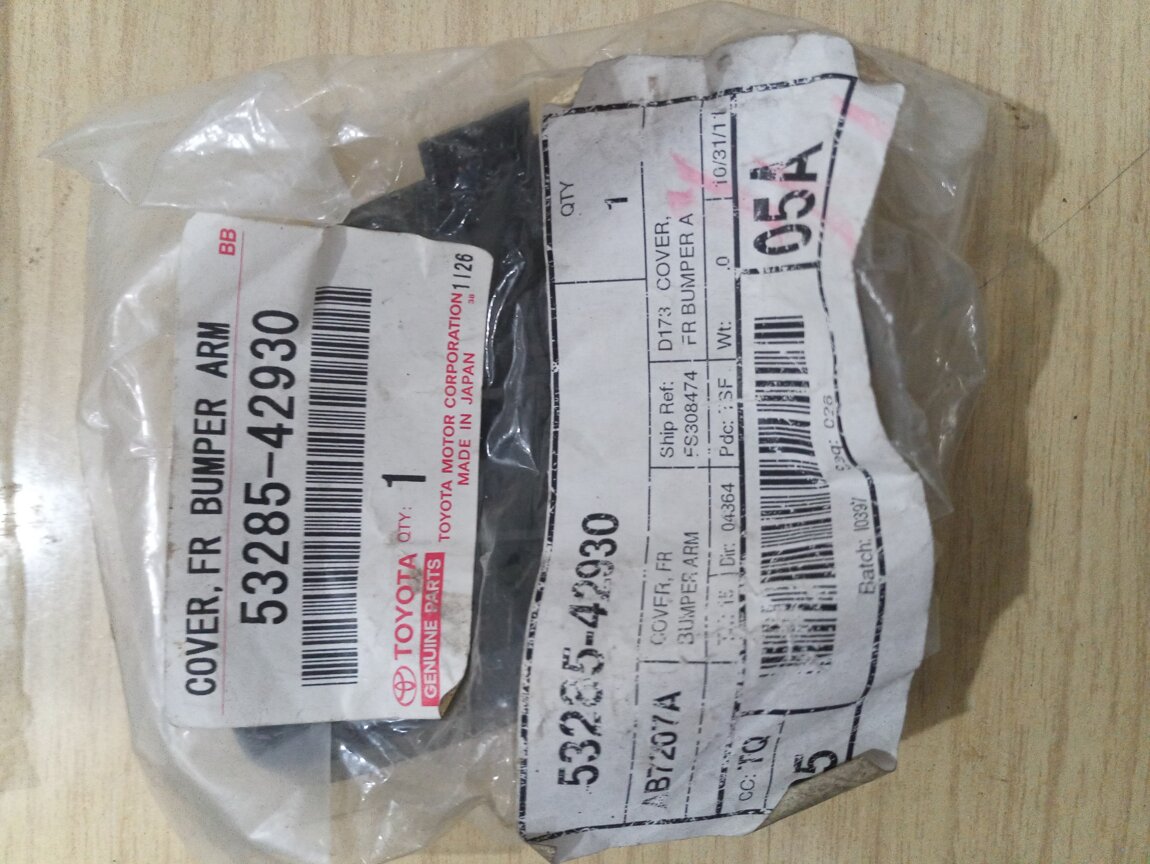 BB
COVER, FR BUMPER ARM
53285-42930
QTY: 1
TOYOTA
GENUINE PARTS
TOYOTA MOTOR CORPORATION
MADE IN JAPAN
38
1126
53285-42930
QTY
1
AB7207A
COVER, FR
BUMPER ARM
Ship Ref:
FS308474
D173 COVER,
FR BUMPER A
Dir: 04364
Pdc:
Wt: .0
10/31/11
CC: TQ
05A
Batch: 10397